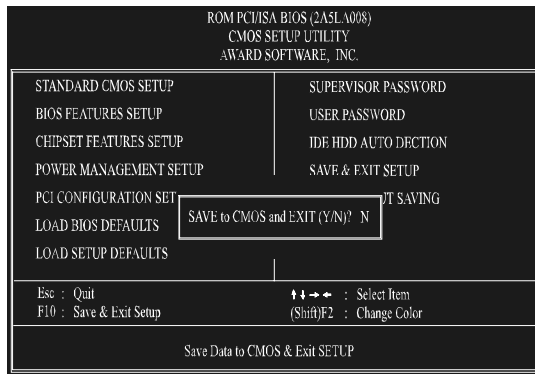 ROM PCI/ISA BIOS (2A5LA008)
CMOS SETUP UTILITY
AWARD SOFTWARE, INC.
STANDARD CMOS SETUP
BIOS FEATURES SETUP
CHIPSET FEATURES SETUP
POWER MANAGEMENT SETUP
PCI CONFIGURATION SET
LOAD BIOS DEFAULTS
LOAD SETUP DEFAULTS
SUPERVISOR PASSWORD
USER PASSWORD
IDE HDD AUTO DECTION
SAVE & EXIT SETUP
UT SAVING
SAVE to CMOS and EXIT (Y/N)? N
Esc : Quit
F10 : Save & Exit Setup
↑↓→← : Select Item
(Shift)F2 : Change Color
Save Data to CMOS & Exit SETUP